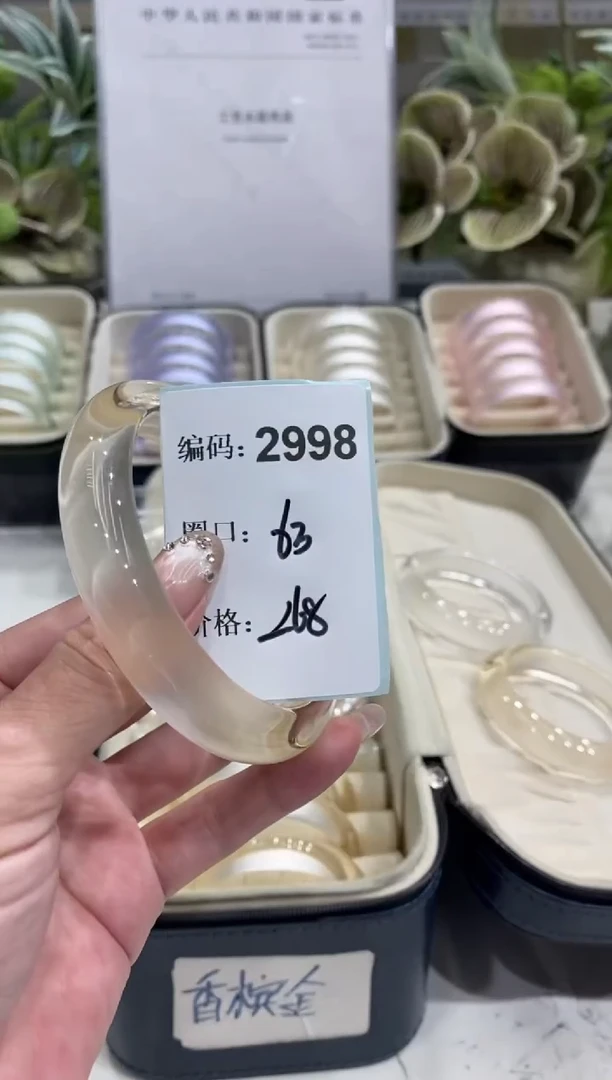 中华人民共和国国家标准
编码：2998
圈口：63
价格：268
香槟金